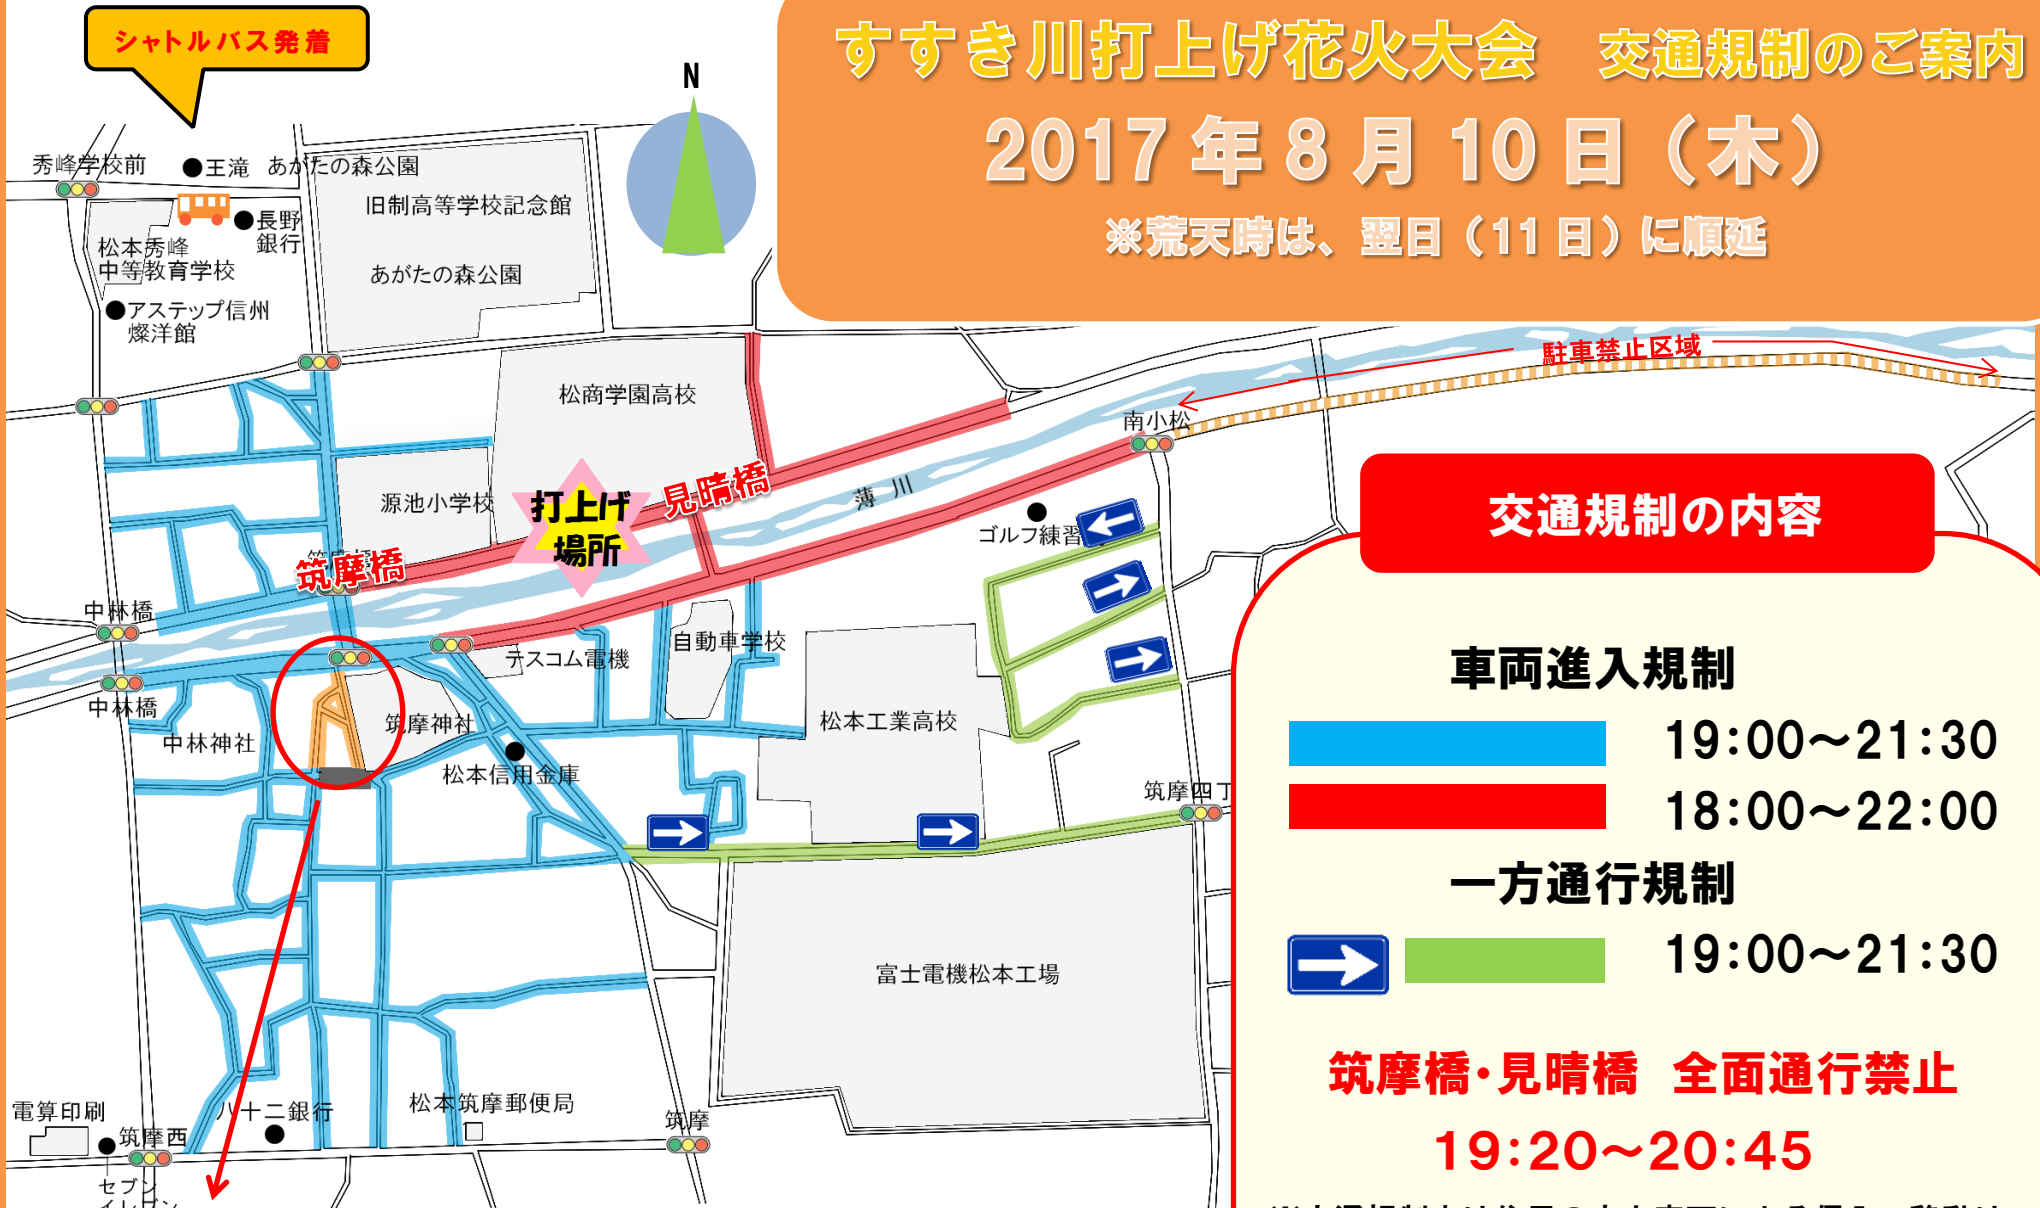 シャトルバス発着
すすき川打上げ花火大会　交通規制のご案内
2017年8月10日（木）
※荒天時は、翌日（11日）に順延
N
秀峰学校前
王滝
あがたの森公園
旧制高等学校記念館
長野
銀行
松本秀峰
中等教育学校
あがたの森公園
アステップ信州
燦洋館
駐車禁止区域
松商学園高校
南小松
源池小学校
打上げ
場所
見晴橋
薄川
ゴルフ練習
筑摩橋
中林橋
テスコム電機
自動車学校
中林橋
中林神社
筑摩神社
松本工業高校
松本信用金庫
筑摩四丁
富士電機松本工場
電算印刷
八十二銀行
松本筑摩郵便局
筑摩
筑摩西
セブン
交通規制の内容
車両進入規制
19:00～21:30
18:00～22:00
一方通行規制
19:00～21:30
筑摩橋・見晴橋　全面通行禁止
19:20～20:45